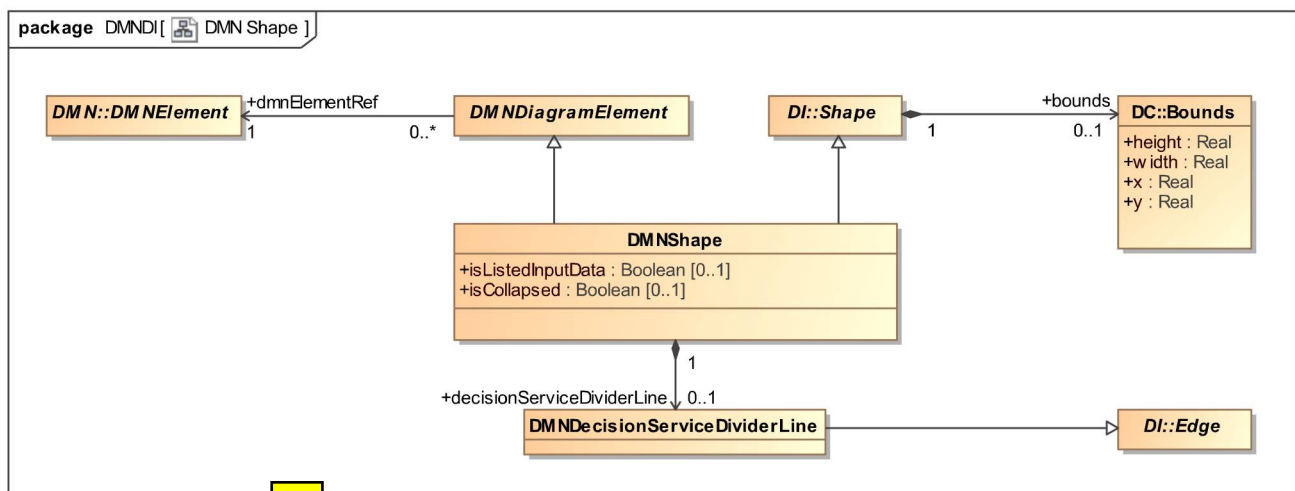 package DMNDI[ DMN Shape ]
DMN::DMNElement
+dmnElementRef
1
0..*
DMNDiagramElement
DI::Shape
1
+bounds
0..1
DC::Bounds
+height : Real
+width : Real
+x : Real
+y : Real
DMNShape
+isListedInputData : Boolean [0..1]
+isCollapsed : Boolean [0..1]
1
+decisionServiceDividerLine
0..1
DMNDecisionServiceDividerLine
DI::Edge